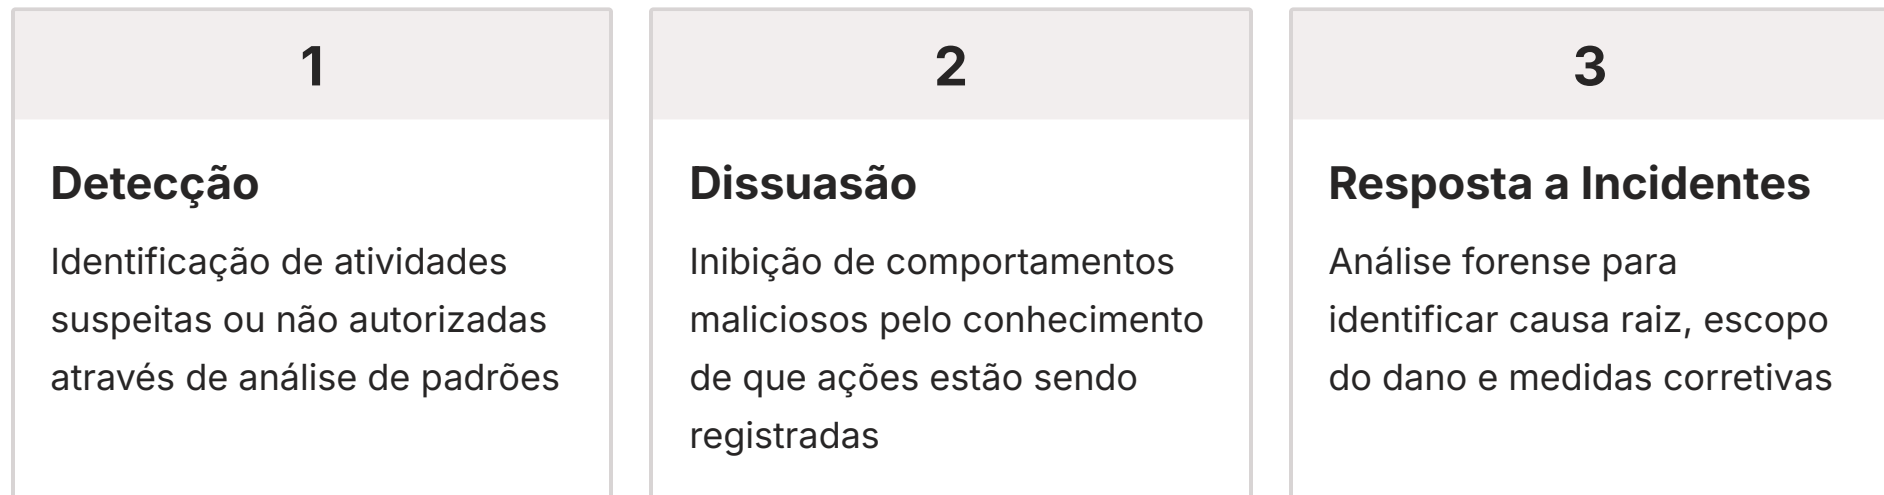 1
Detecção
Identificação de atividades
suspeitas ou não autorizadas
através de análise de padrões
2
Dissuasão
Inibição de comportamentos
maliciosos pelo conhecimento
de que ações estão sendo
registradas
3
Resposta a Incidentes
Análise forense para
identificar causa raiz, escopo
do dano e medidas corretivas